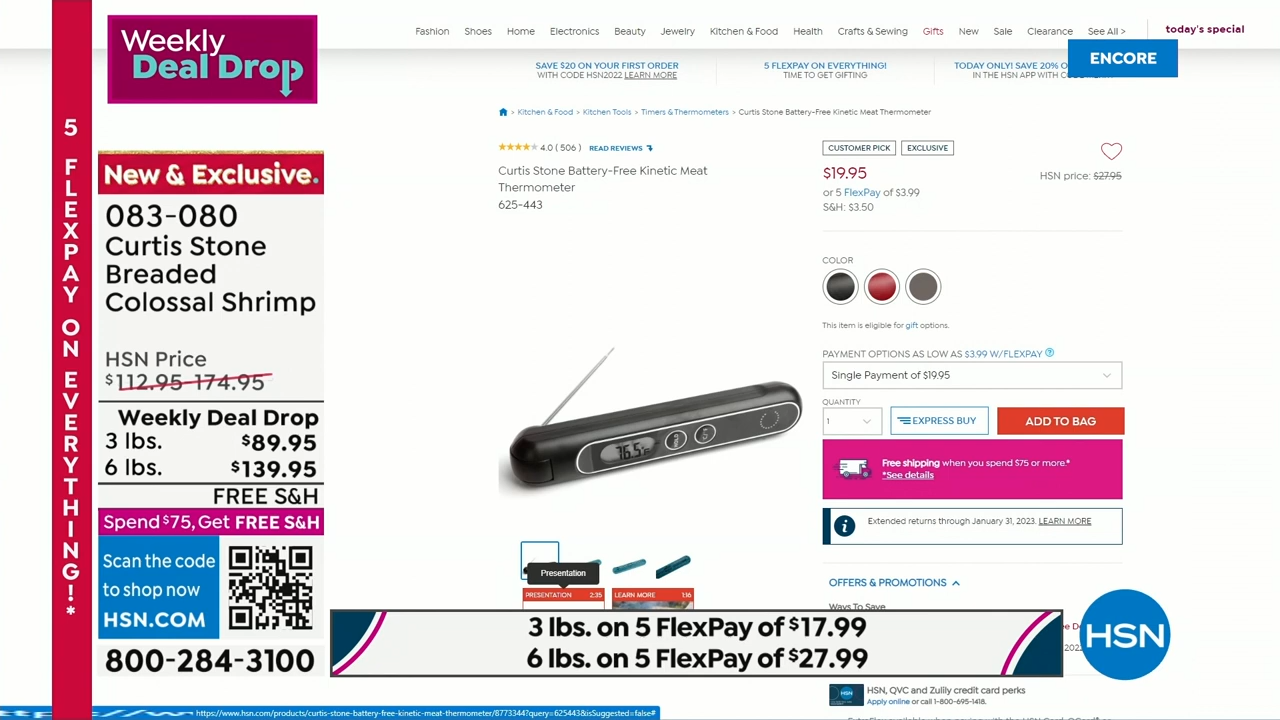 Weekly
Deal Drop
5 FLEXPAY ON EVERYTHING!*
New & Exclusive.
083-080
Curtis Stone
Breaded
Colossal Shrimp
HSN Price
$112.95-174.95
Weekly Deal Drop
3 lbs. $89.95
6 lbs. $139.95
FREE S&H
Spend $75, Get FREE S&H
Scan the code
to shop now
HSN.COM
800-284-3100
Fashion Shoes Home Electronics Beauty Jewelry Kitchen & Food Health Crafts & Sewing Gifts New Sale Clearance See All > today's special
ENCORE
SAVE $20 ON YOUR FIRST ORDER
WITH CODE HSN2022 LEARN MORE
5 FLEXPAY ON EVERYTHING!
TIME TO GET GIFTING
TODAY ONLY! SAVE 20%
IN THE HSN APP WITH
> Kitchen & Food > Kitchen Tools > Timers & Thermometers > Curtis Stone Battery-Free Kinetic Meat Thermometer
4.0 ( 506 ) READ REVIEWS
Curtis Stone Battery-Free Kinetic Meat
Thermometer
625-443
CUSTOMER PICK EXCLUSIVE
$19.95
HSN price: $27.95
or 5 FlexPay of $3.99
S&H: $3.50
COLOR
This item is eligible for gift options.
PAYMENT OPTIONS AS LOW AS $3.99 W/FLEXPAY ?
Single Payment of $19.95
QUANTITY
1
EXPRESS BUY
ADD TO BAG
Free shipping when you spend $75 or more.*
*See details
i Extended returns through January 31, 2023. LEARN MORE
OFFERS & PROMOTIONS
Ways To Save
76.5°F
HOLD
C/F
Presentation
PRESENTATION 2:35
LEARN MORE 1:16
3 lbs. on 5 FlexPay of $17.99
6 lbs. on 5 FlexPay of $27.99
HSN
HSN
HSN, QVC and Zulily credit card perks
Apply online or call 1-800-695-1418.
https://www.hsn.com/products/curtis-stone-battery-free-kinetic-meat-thermometer/8773344?query=625443&isSuggested=false#